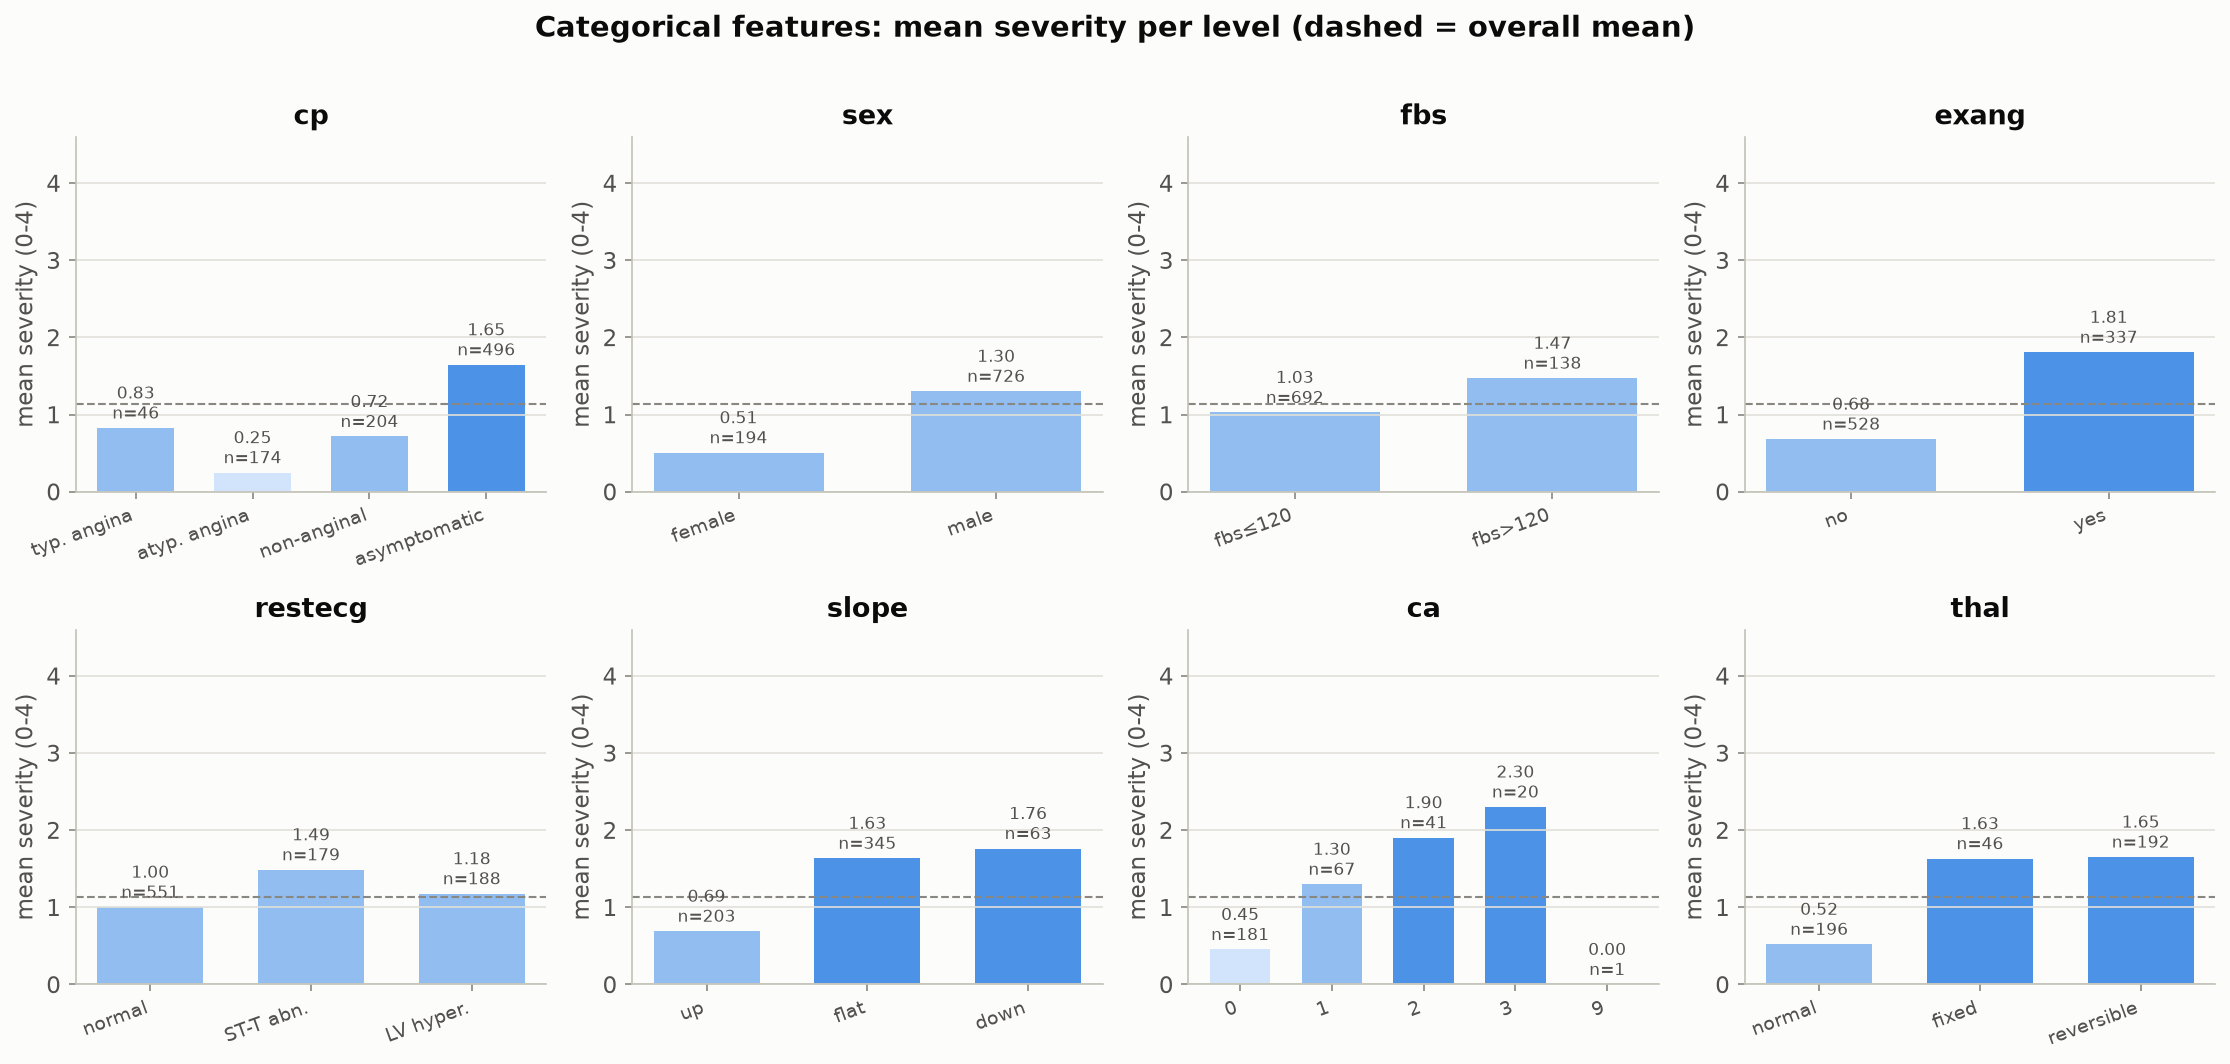 Categorical features: mean severity per level (dashed = overall mean)
cp
mean severity (0-4)
4
3
2
1
0
0.83
n=46
0.25
n=174
0.72
n=204
1.65
n=496
typ. angina
atyp. angina
non-anginal
asymptomatic
sex
mean severity (0-4)
4
3
2
1
0
0.51
n=194
1.30
n=726
female
male
fbs
mean severity (0-4)
4
3
2
1
0
1.03
n=692
1.47
n=138
fbs≤120
fbs>120
exang
mean severity (0-4)
4
3
2
1
0
0.68
n=528
1.81
n=337
no
yes
restecg
mean severity (0-4)
4
3
2
1
0
1.00
n=551
1.49
n=179
1.18
n=188
normal
ST-T abn.
LV hyper.
slope
mean severity (0-4)
4
3
2
1
0
0.69
n=203
1.63
n=345
1.76
n=63
up
flat
down
ca
mean severity (0-4)
4
3
2
1
0
0.45
n=181
1.30
n=67
1.90
n=41
2.30
n=20
0.00
n=1
0
1
2
3
9
thal
mean severity (0-4)
4
3
2
1
0
0.52
n=196
1.63
n=46
1.65
n=192
normal
fixed
reversible